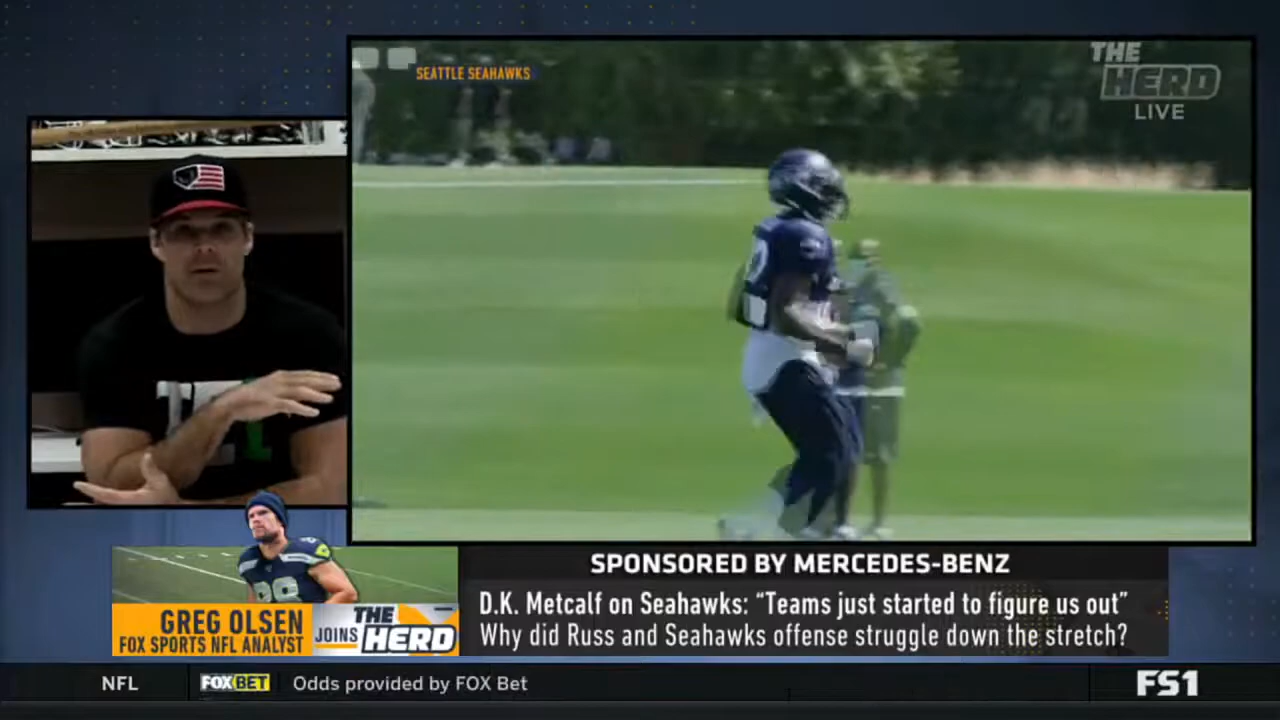 SEATTLE SEAHAWKS
THE
HERD
LIVE
SPONSORED BY MERCEDES-BENZ
D.K. Metcalf on Seahawks: “Teams just started to figure us out”
Why did Russ and Seahawks offense struggle down the stretch?
GREG OLSEN
FOX SPORTS NFL ANALYST
JOINS
THE
HERD
NFL
FOX BET
Odds provided by FOX Bet
FS1